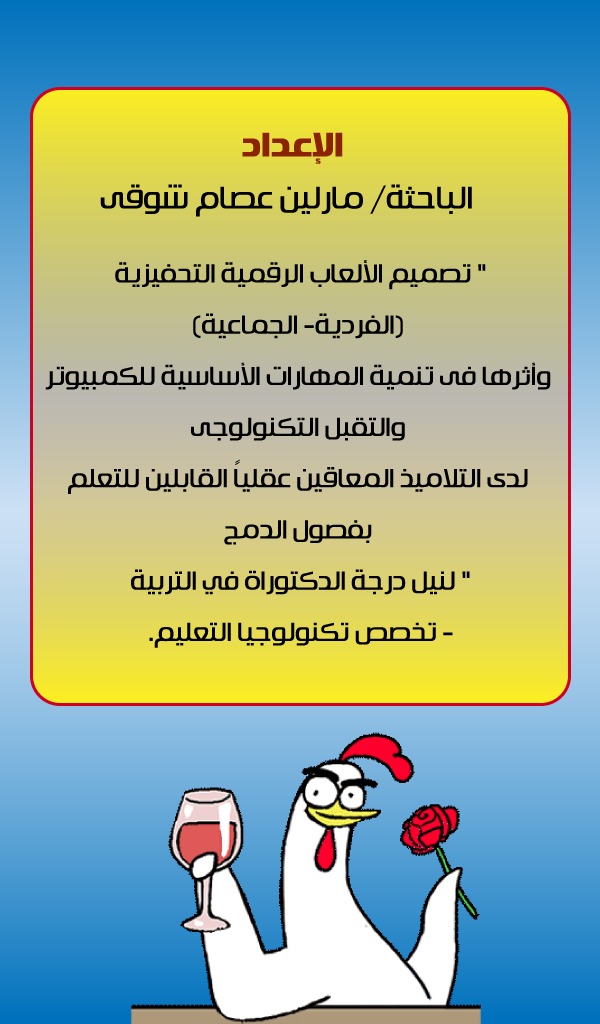 الإعداد
الباحثة/ مارلين عصام شوقى
" تصميم الألعاب الرقمية التحفيزية
(الفردية- الجماعية)
وأثرها فى تنمية المهارات الأساسية للكمبيوتر
والتقبل التكنولوجى
لدى التلاميذ المعاقين عقلياً القابلين للتعلم
بفصول الدمج
" لنيل درجة الدكتوراة في التربية
- تخصص تكنولوجيا التعليم.